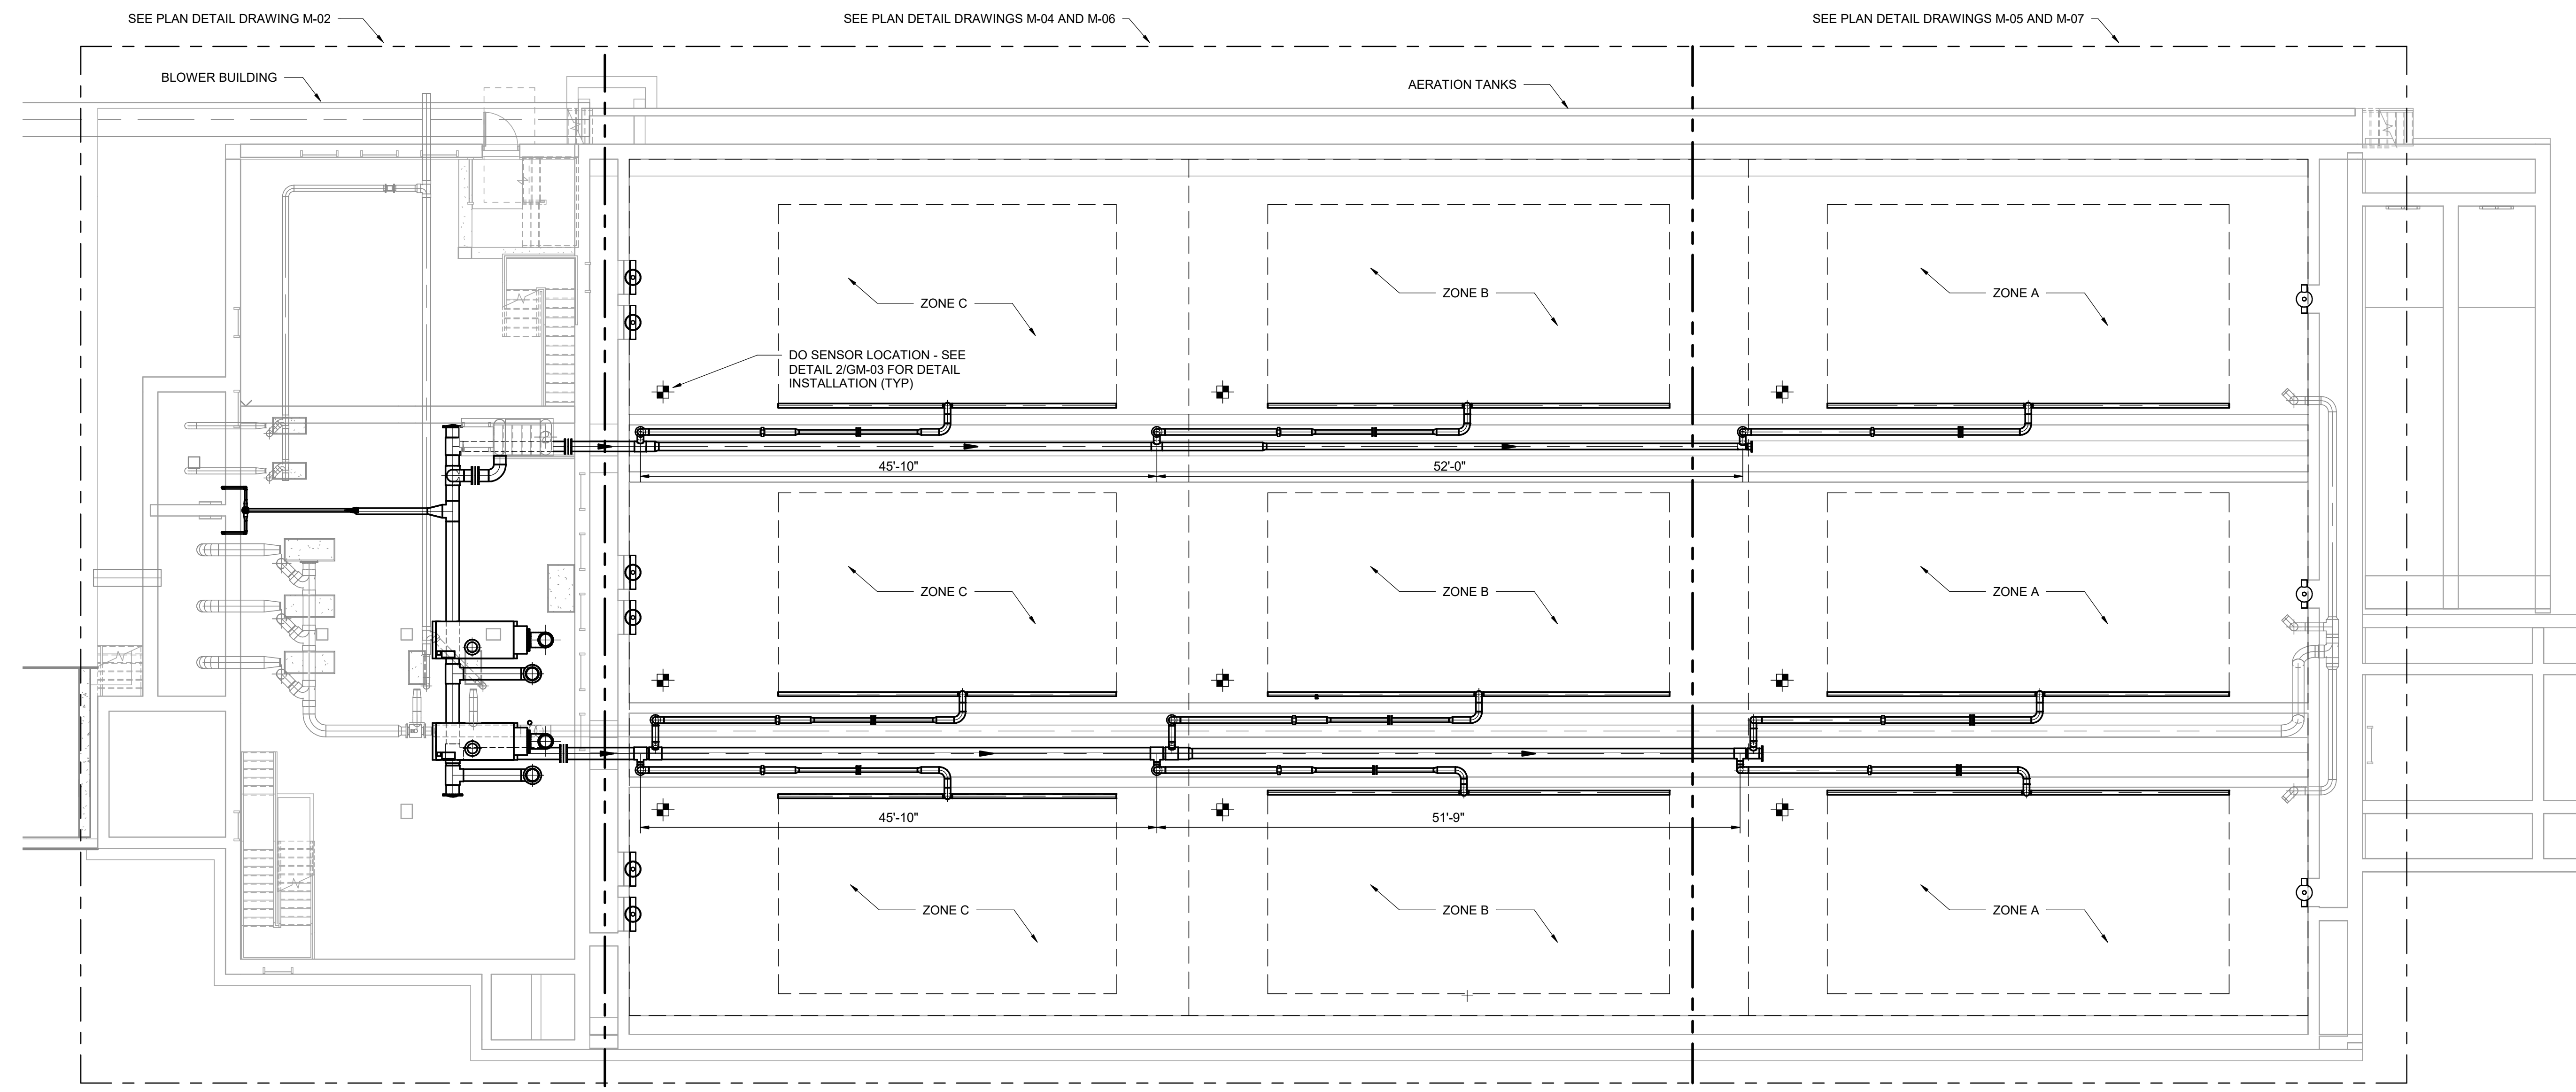 SEE PLAN DETAIL DRAWING M-02
SEE PLAN DETAIL DRAWINGS M-04 AND M-06
SEE PLAN DETAIL DRAWINGS M-05 AND M-07
BLOWER BUILDING
AERATION TANKS
ZONE C
ZONE B
ZONE A
DO SENSOR LOCATION - SEE
DETAIL 2/GM-03 FOR DETAIL
INSTALLATION (TYP)
45'-10"
52'-0"
ZONE C
ZONE B
ZONE A
45'-10"
51'-9"
ZONE C
ZONE B
ZONE A